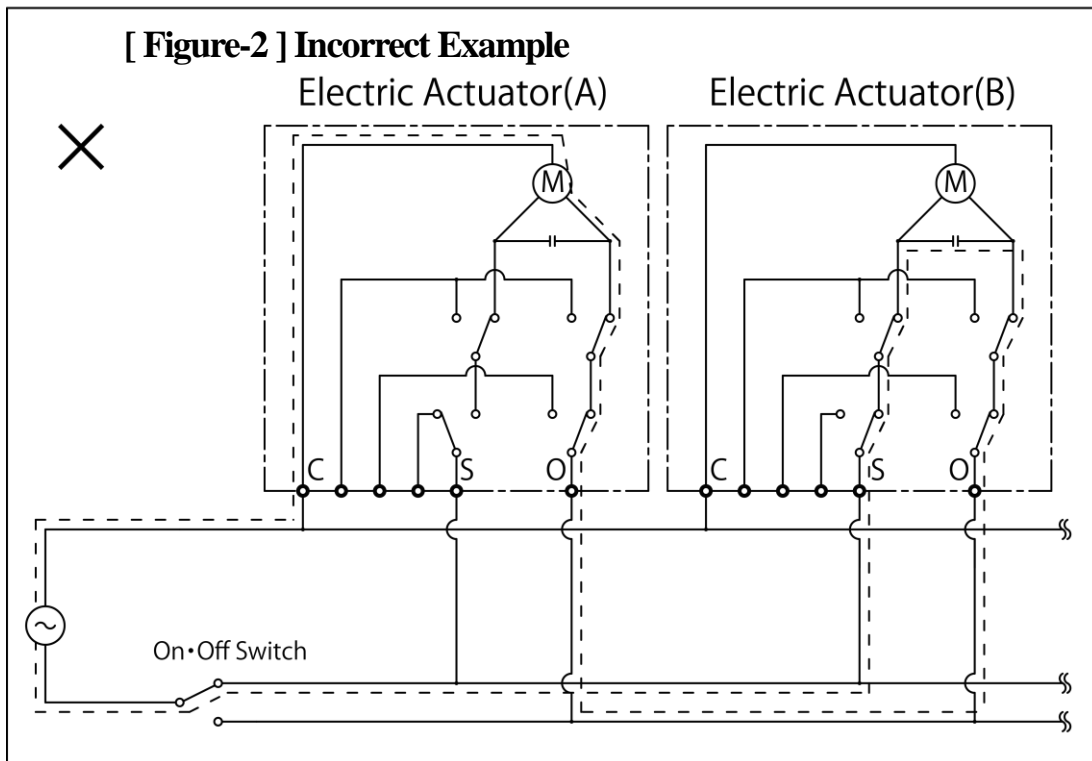 [ Figure-2 ] Incorrect Example
Electric Actuator(A) Electric Actuator(B)
M M
C S O C S O
On•Off Switch